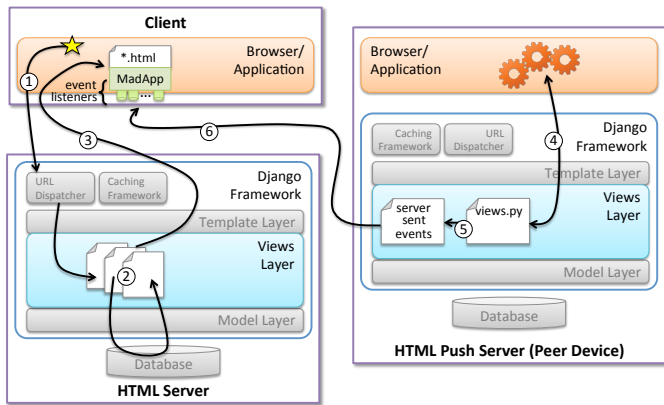 Client
*.html
MadApp
event
listeners
...
Browser/
Application
1
3
6
URL
Dispatcher
Caching
Framework
Django
Framework
Template Layer
Views
Layer
2
Model Layer
Database
HTML Server
Browser/
Application
4
Caching
Framework
URL
Dispatcher
Django
Framework
Template Layer
server
sent
events
5
views.py
Views
Layer
Model Layer
Database
HTML Push Server (Peer Device)